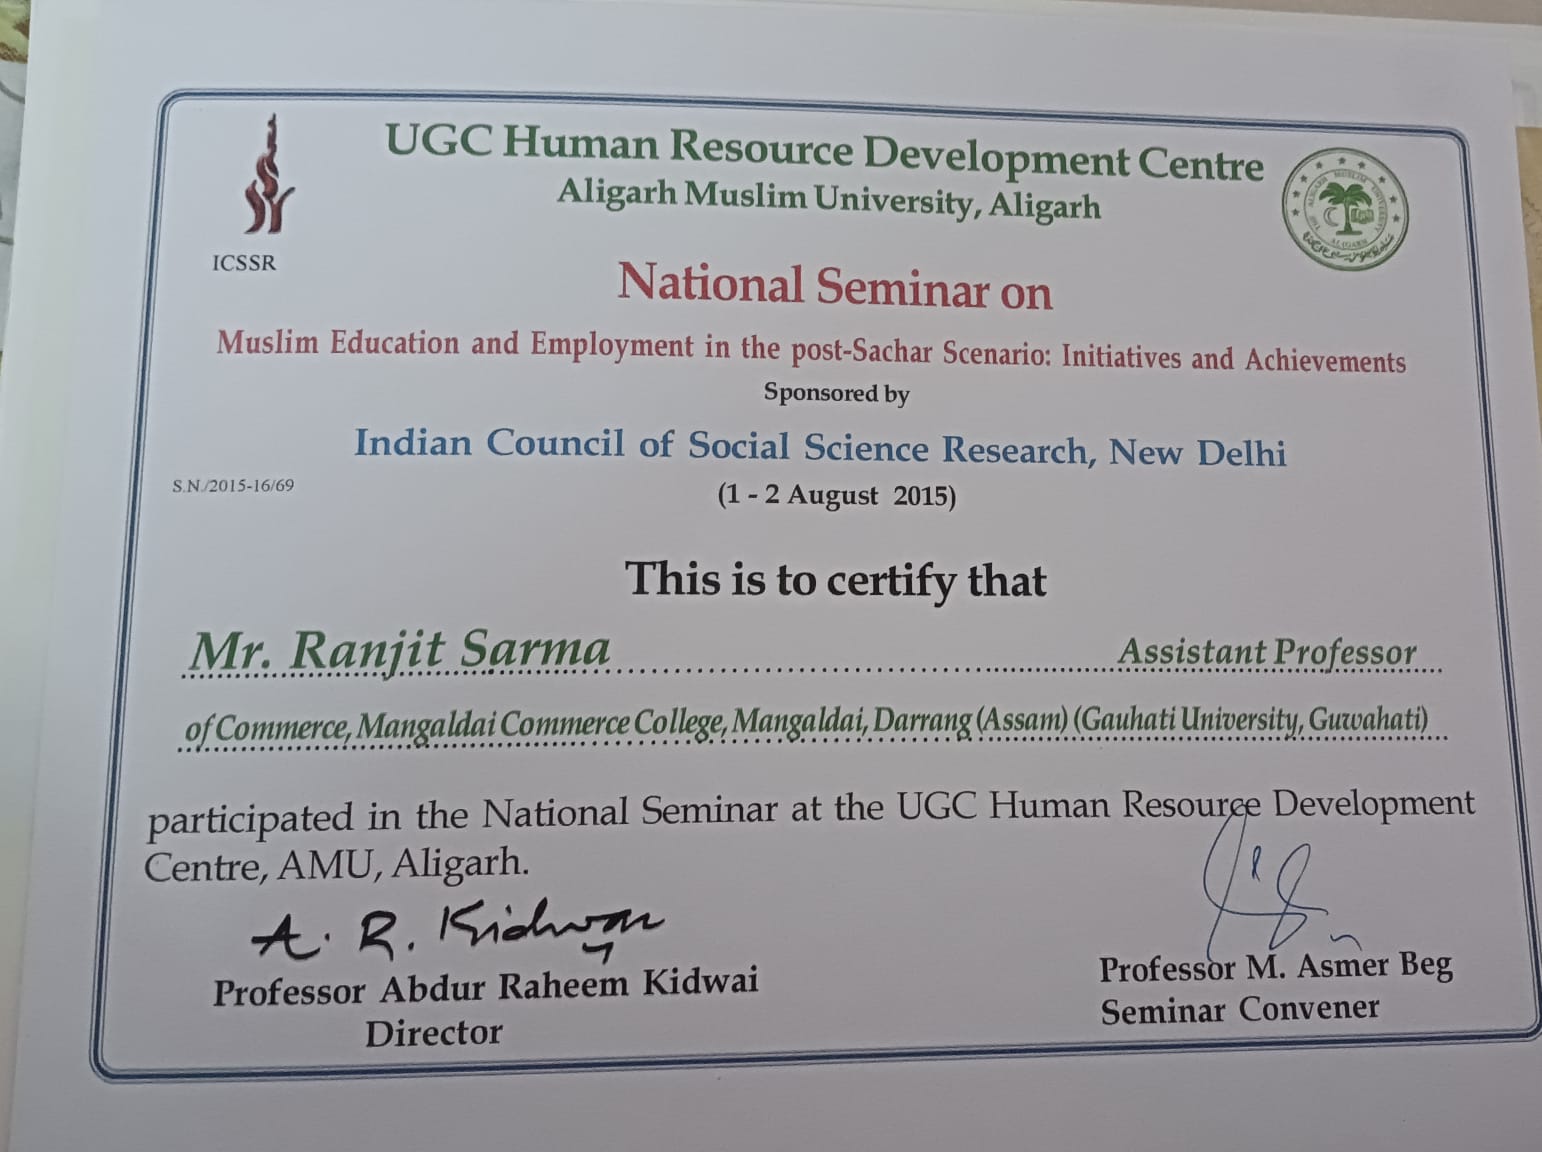 UGC Human Resource Development Centre
Aligarh Muslim University, Aligarh
ICSSR
National Seminar on
Muslim Education and Employment in the post-Sachar Scenario: Initiatives and Achievements
Sponsored by
Indian Council of Social Science Research, New Delhi
S.N./2015-16/69
(1 - 2 August 2015)
This is to certify that
Mr. Ranjit Sarma Assistant Professor
of Commerce, Mangaldai Commerce College, Mangaldai, Darrang (Assam) (Gauhati University, Guwahati)
participated in the National Seminar at the UGC Human Resource Development
Centre, AMU, Aligarh.
A. R. Kidwai
Professor Abdur Raheem Kidwai
Director
Professor M. Asmer Beg
Seminar Convener